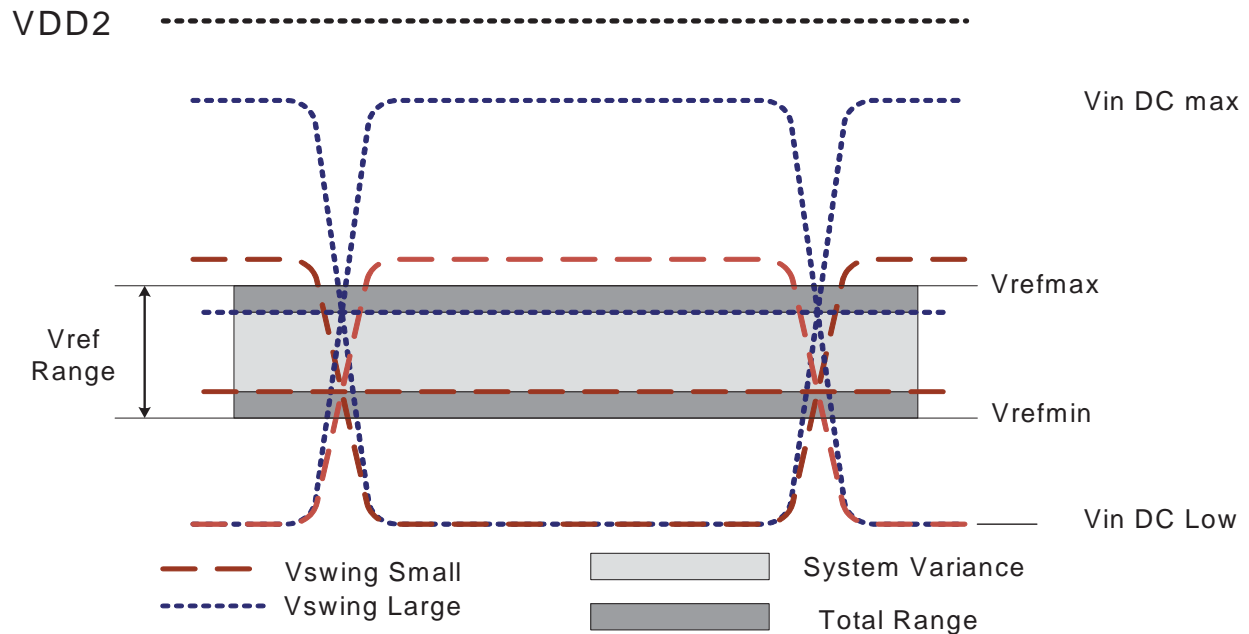 VDD2
Vin DC max
Vrefmax
Vref
Range
Vrefmin
Vin DC Low
Vswing Small
System Variance
Vswing Large
Total Range